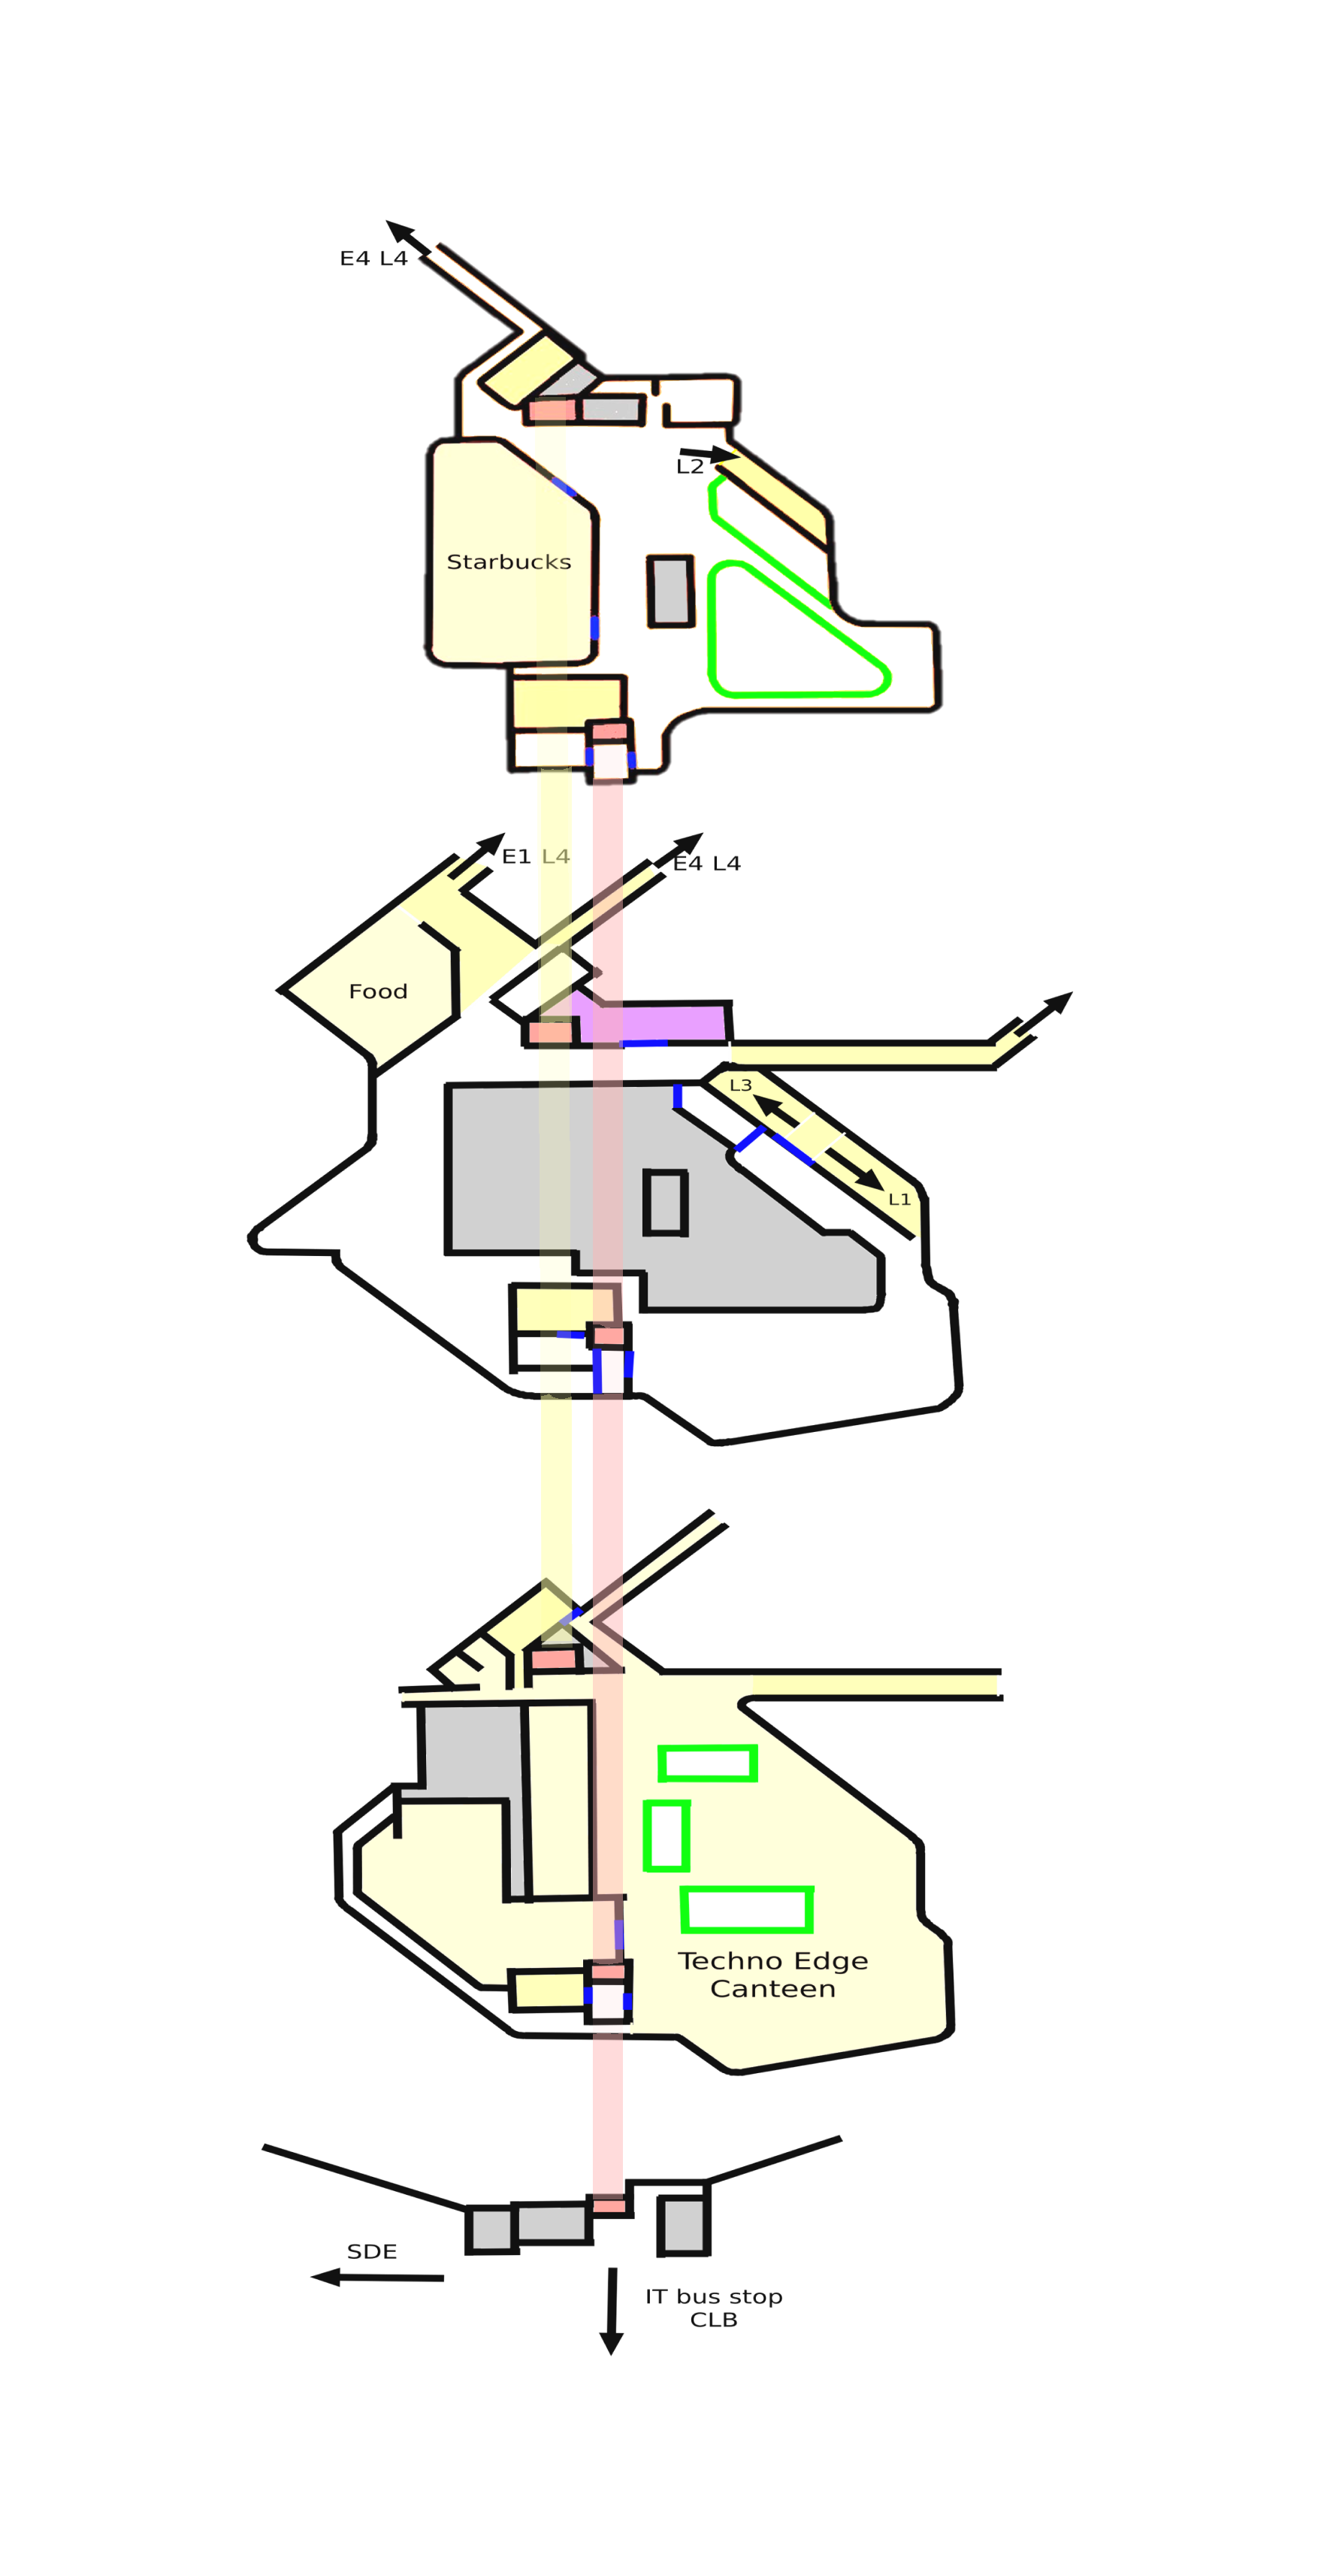 E4 L4
L2
Starbucks
E1 L4
E4 L4
Food
L3
L1
Techno Edge
Canteen
SDE
IT bus stop
CLB